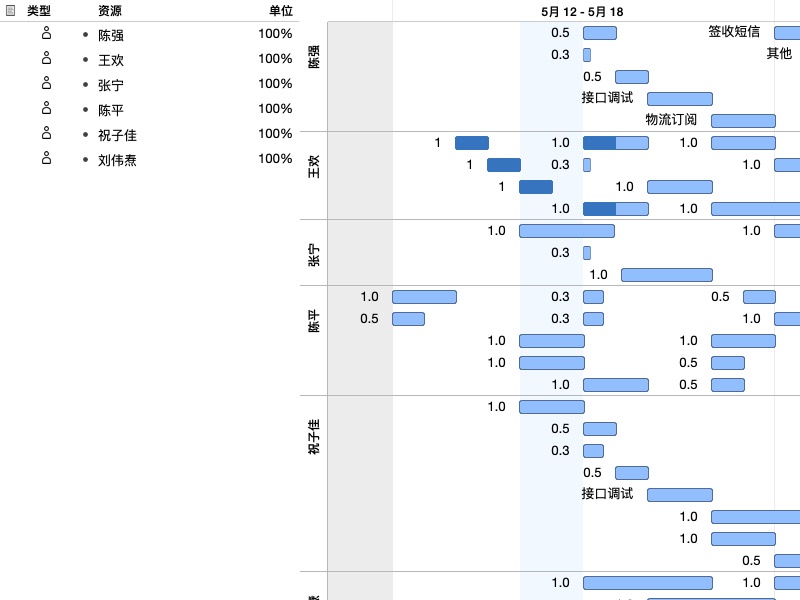 类型 资源 单位
陈强 100%
王欢 100%
张宁 100%
陈平 100%
祝子佳 100%
刘伟焘 100%
5月 12 - 5月 18
陈强
0.5 签收短信
0.3 其他
0.5
接口调试
物流订阅
王欢
1 1.0 1.0
1 0.3 1.0
1 1.0
1.0 1.0
张宁
1.0 1.0
0.3
1.0
陈平
1.0 0.3 0.5
0.5 0.3 1.0
1.0 1.0
1.0 0.5
1.0 0.5
祝子佳
1.0
0.5
0.3
0.5
接口调试
1.0
1.0
0.5
1.0 1.0